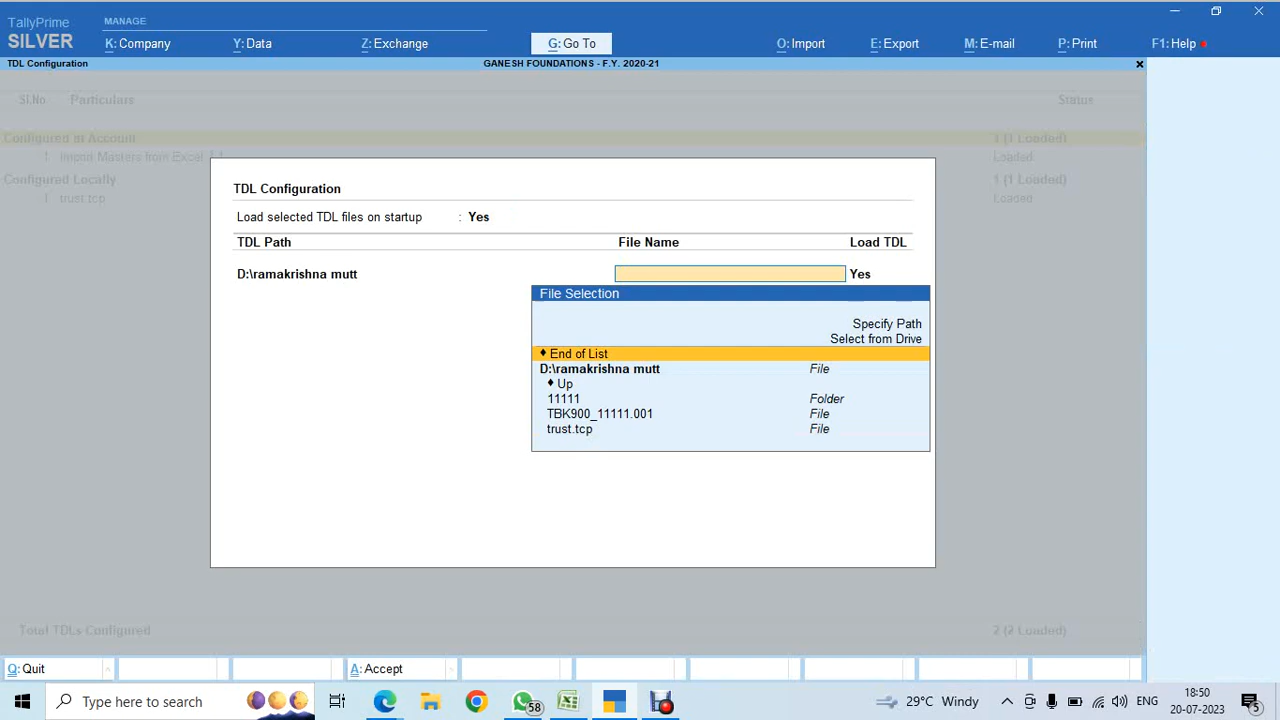 TallyPrime
MANAGE
SILVER
K: Company
Y: Data
Z: Exchange
G: Go To
O: Import
E: Export
M: E-mail
P: Print
F1: Help
TDL Configuration
GANESH FOUNDATIONS - F.Y. 2020-21
Sl.No Particulars Status
Configured in Account 1 (1 Loaded)
1 Import Masters from Excel Loaded
Configured Locally 1 (1 Loaded)
1 trust.tcp Loaded
TDL Configuration
Load selected TDL files on startup : Yes
TDL Path File Name Load TDL
D:\ramakrishna mutt Yes
File Selection
Specify Path
Select from Drive
♦ End of List
D:\ramakrishna mutt File
♦ Up
11111 Folder
TBK900_11111.001 File
trust.tcp File
Total TDLs Configured 2 (2 Loaded)
Q: Quit
A: Accept
Type here to search
58
29°C Windy
ENG
18:50
20-07-2023
5